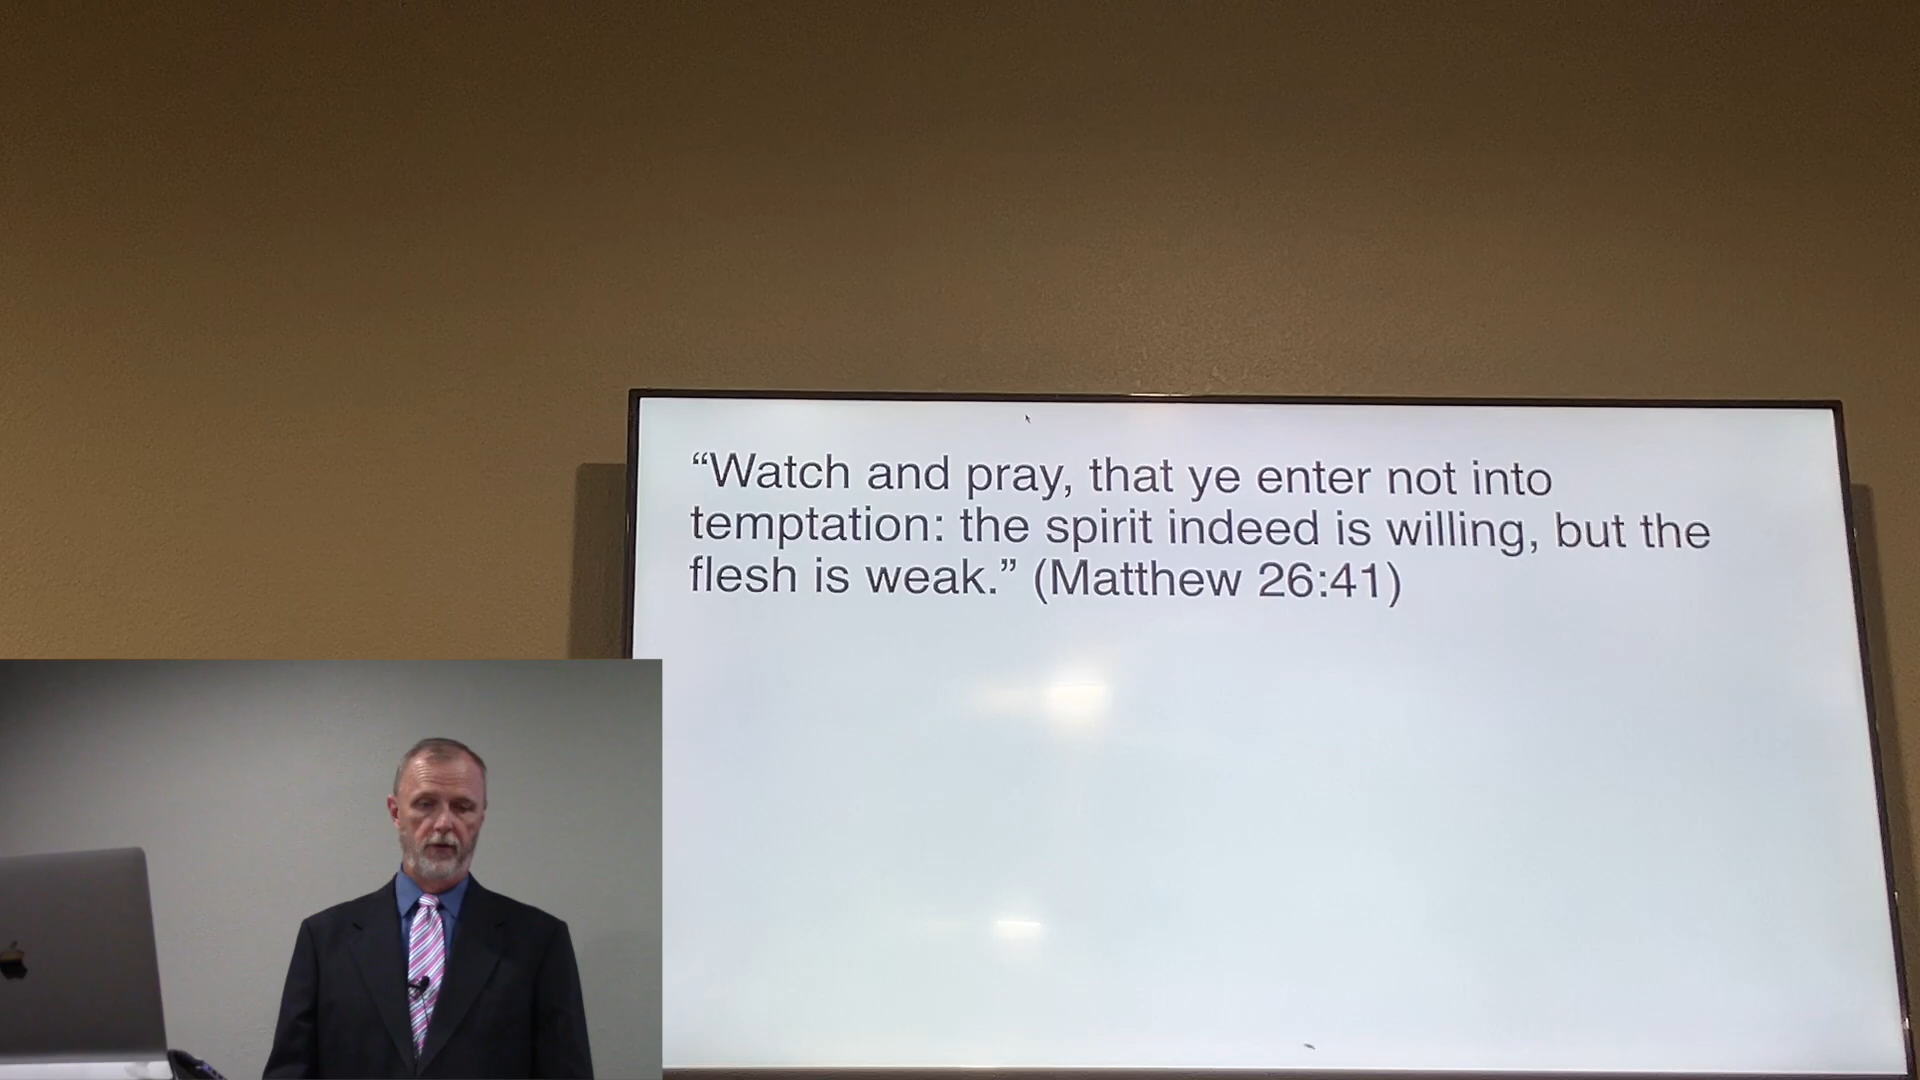 “Watch and pray, that ye enter not into
temptation: the spirit indeed is willing, but the
flesh is weak.” (Matthew 26:41)